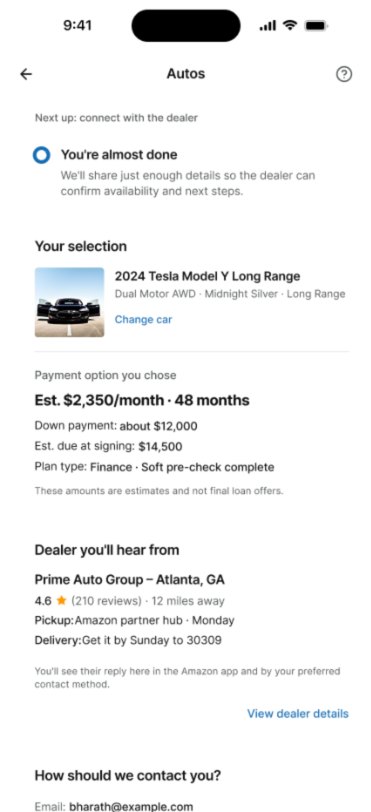 9:41
Autos
Next up: connect with the dealer
You're almost done
We'll share just enough details so the dealer can
confirm availability and next steps.
Your selection
2024 Tesla Model Y Long Range
Dual Motor AWD · Midnight Silver · Long Range
Change car
Payment option you chose
Est. $2,350/month · 48 months
Down payment: about $12,000
Est. due at signing: $14,500
Plan type: Finance · Soft pre-check complete
These amounts are estimates and not final loan offers.
Dealer you'll hear from
Prime Auto Group – Atlanta, GA
4.6 ★ (210 reviews) · 12 miles away
Pickup:Amazon partner hub · Monday
Delivery:Get it by Sunday to 30309
You'll see their reply here in the Amazon app and by your preferred
contact method.
View dealer details
How should we contact you?
Email: bharath@example.com